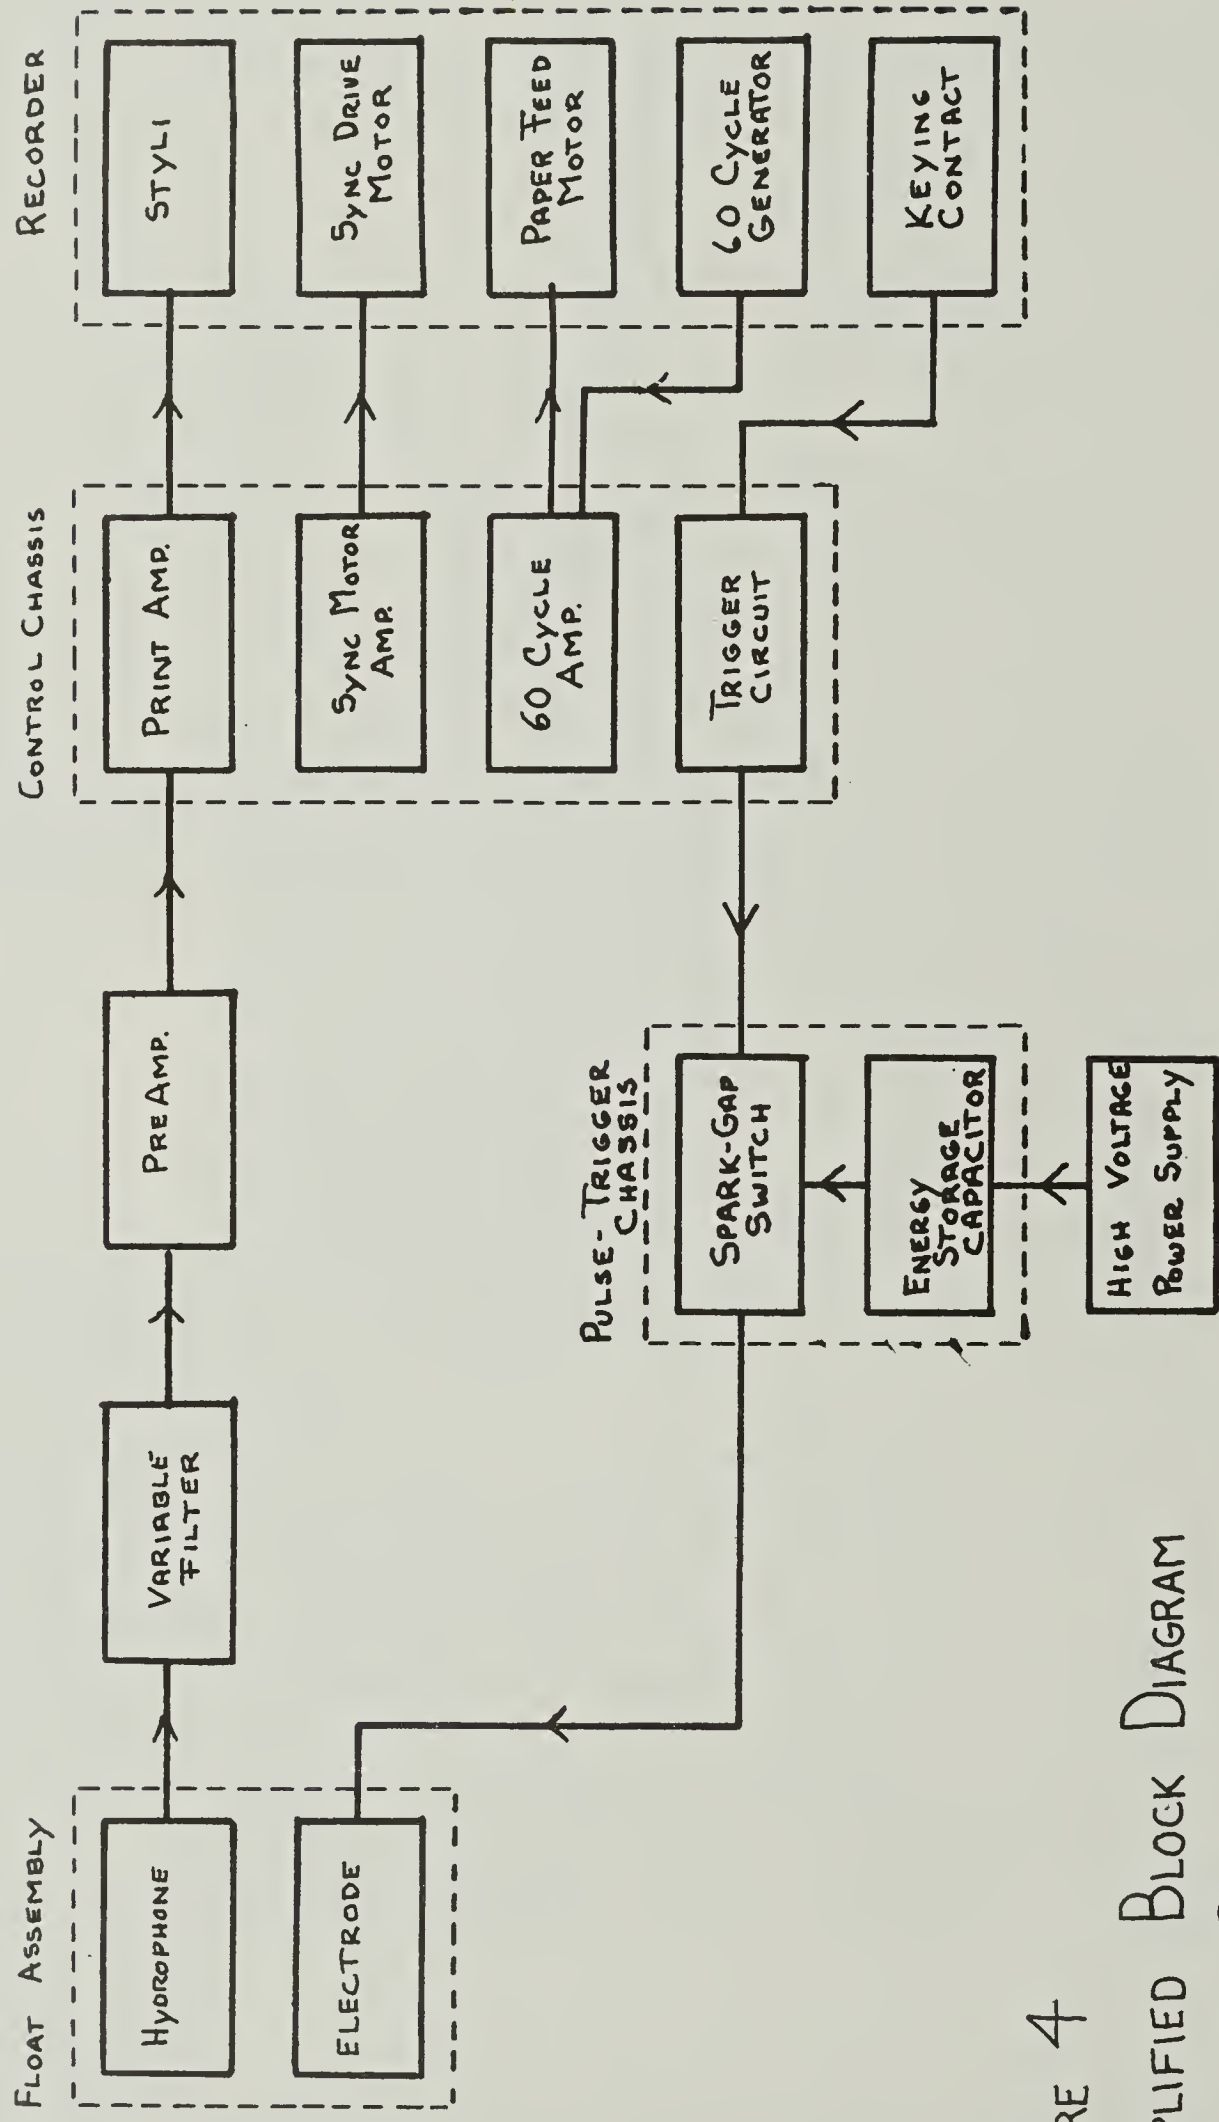 FLOAT ASSEMBLY
HYDROPHONE
ELECTRODE
VARIABLE
FILTER
PREAMP.
CONTROL CHASSIS
PRINT AMP.
SYNC MOTOR
AMP.
60 CYCLE
AMP.
TRIGGER
CIRCUIT
RECORDER
STYLI
SYNC DRIVE
MOTOR
PAPER FEED
MOTOR
60 CYCLE
GENERATOR
KEYING
CONTACT
PULSE-TRIGGER
CHASSIS
SPARK-GAP
SWITCH
ENERGY
STORAGE
CAPACITOR
HIGH VOLTAGE
POWER SUPPLY
RE 4
PLIFIED BLOCK DIAGRAM